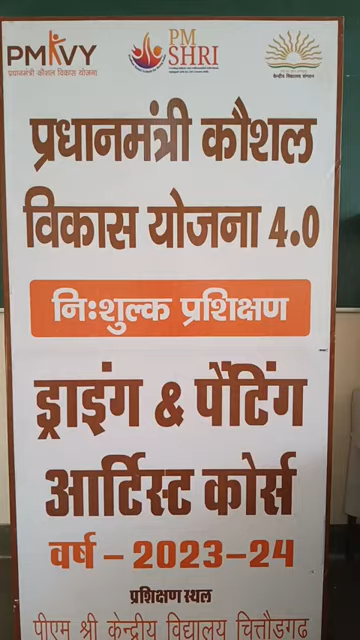 PMKVY
प्रधानमंत्री कौशल विकास योजना
PM
SHRI
केन्द्रीय विद्यालय संगठन
प्रधानमंत्री कौशल
विकास योजना 4.0
निःशुल्क प्रशिक्षण
ड्राइंग & पेंटिंग
आर्टिस्ट कोर्स
वर्ष – 2023–24
प्रशिक्षण स्थल
पीएम श्री केन्द्रीय विद्यालय चित्तौड़गढ़